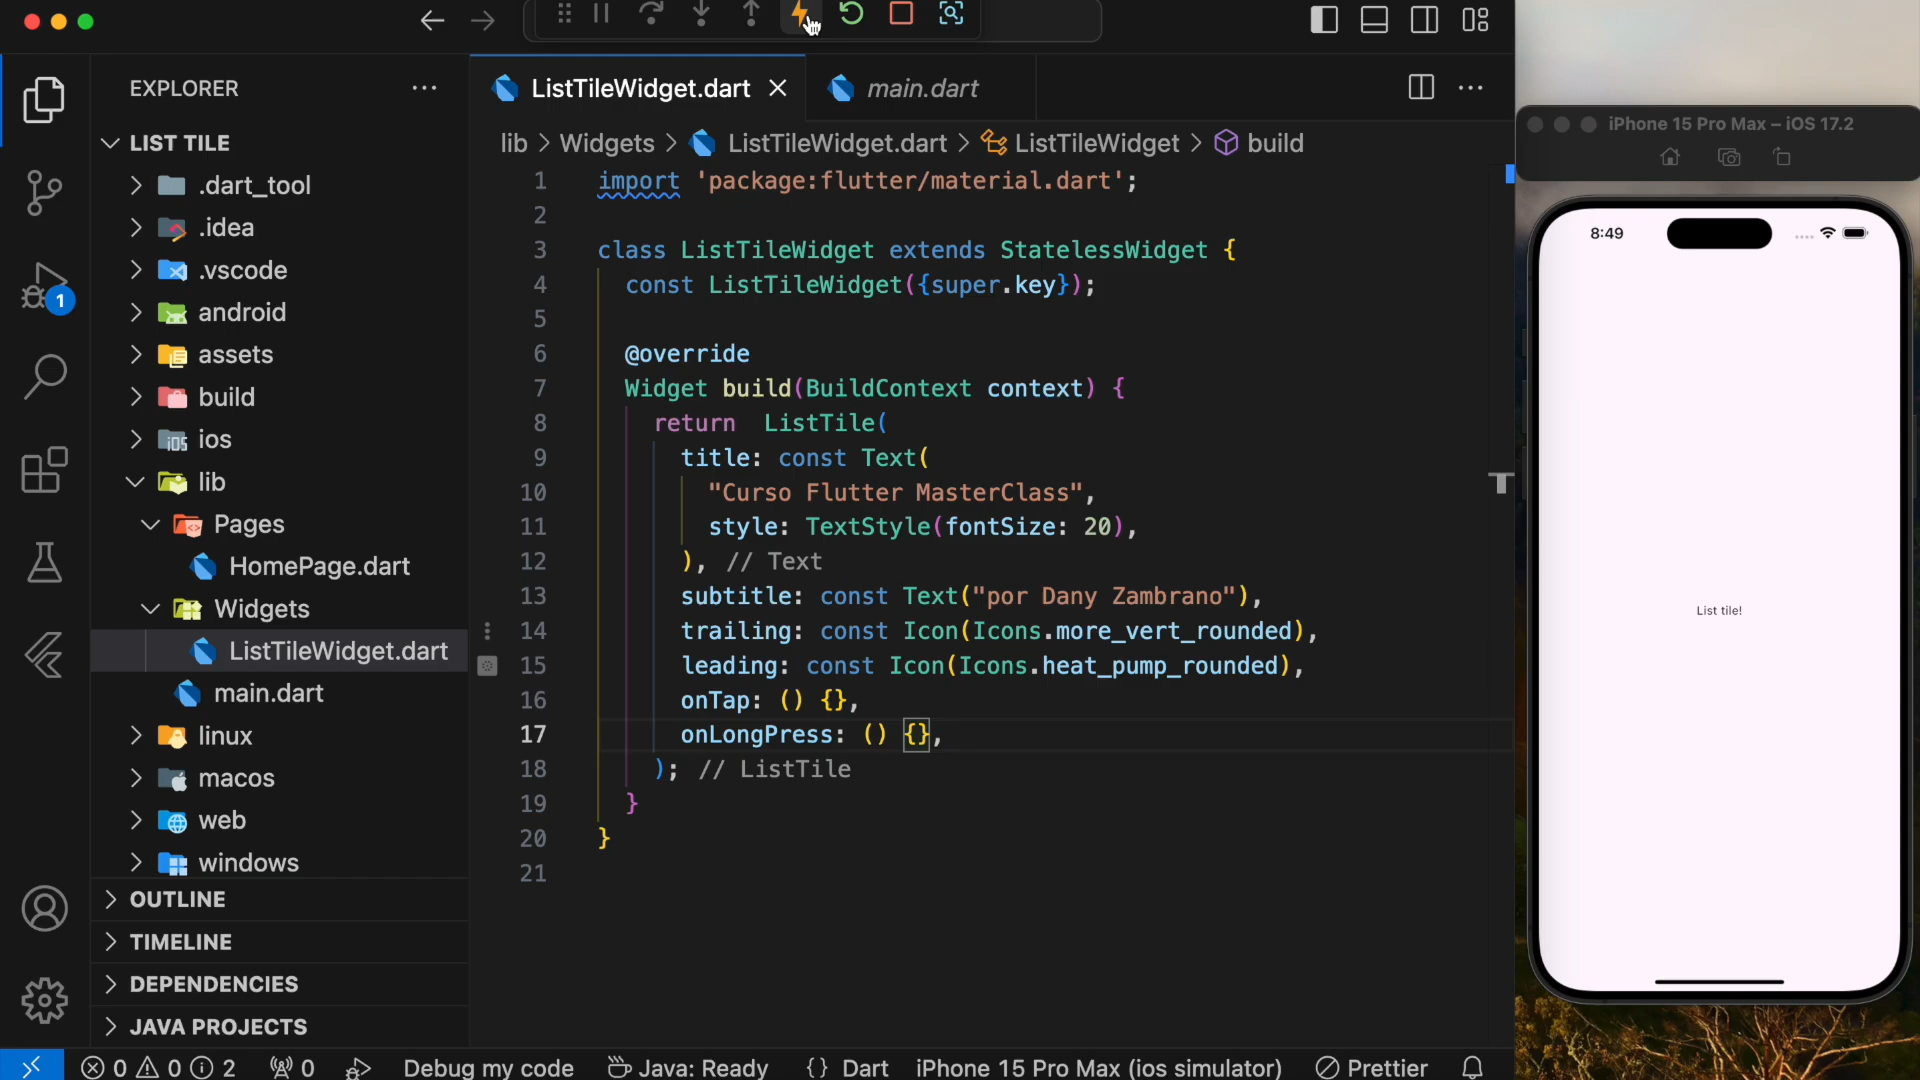 EXPLORER
LIST TILE
.dart_tool
.idea
.vscode
android
assets
build
ios
lib
Pages
HomePage.dart
Widgets
ListTileWidget.dart
main.dart
linux
macos
web
windows
OUTLINE
TIMELINE
DEPENDENCIES
JAVA PROJECTS
1
ListTileWidget.dart
main.dart
lib > Widgets > ListTileWidget.dart > ListTileWidget > build
1 import 'package:flutter/material.dart';
2
3 class ListTileWidget extends StatelessWidget {
4 const ListTileWidget({super.key});
5
6 @override
7 Widget build(BuildContext context) {
8 return  ListTile(
9 title: const Text(
10 "Curso Flutter MasterClass",
11 style: TextStyle(fontSize: 20),
12 ), // Text
13 subtitle: const Text("por Dany Zambrano"),
14 trailing: const Icon(Icons.more_vert_rounded),
15 leading: const Icon(Icons.heat_pump_rounded),
16 onTap: () {},
17 onLongPress: () {},
18 ); // ListTile
19 }
20 }
21
iPhone 15 Pro Max – iOS 17.2
8:49
List tile!
0 0 2 0 Debug my code Java: Ready {} Dart iPhone 15 Pro Max (ios simulator) Prettier